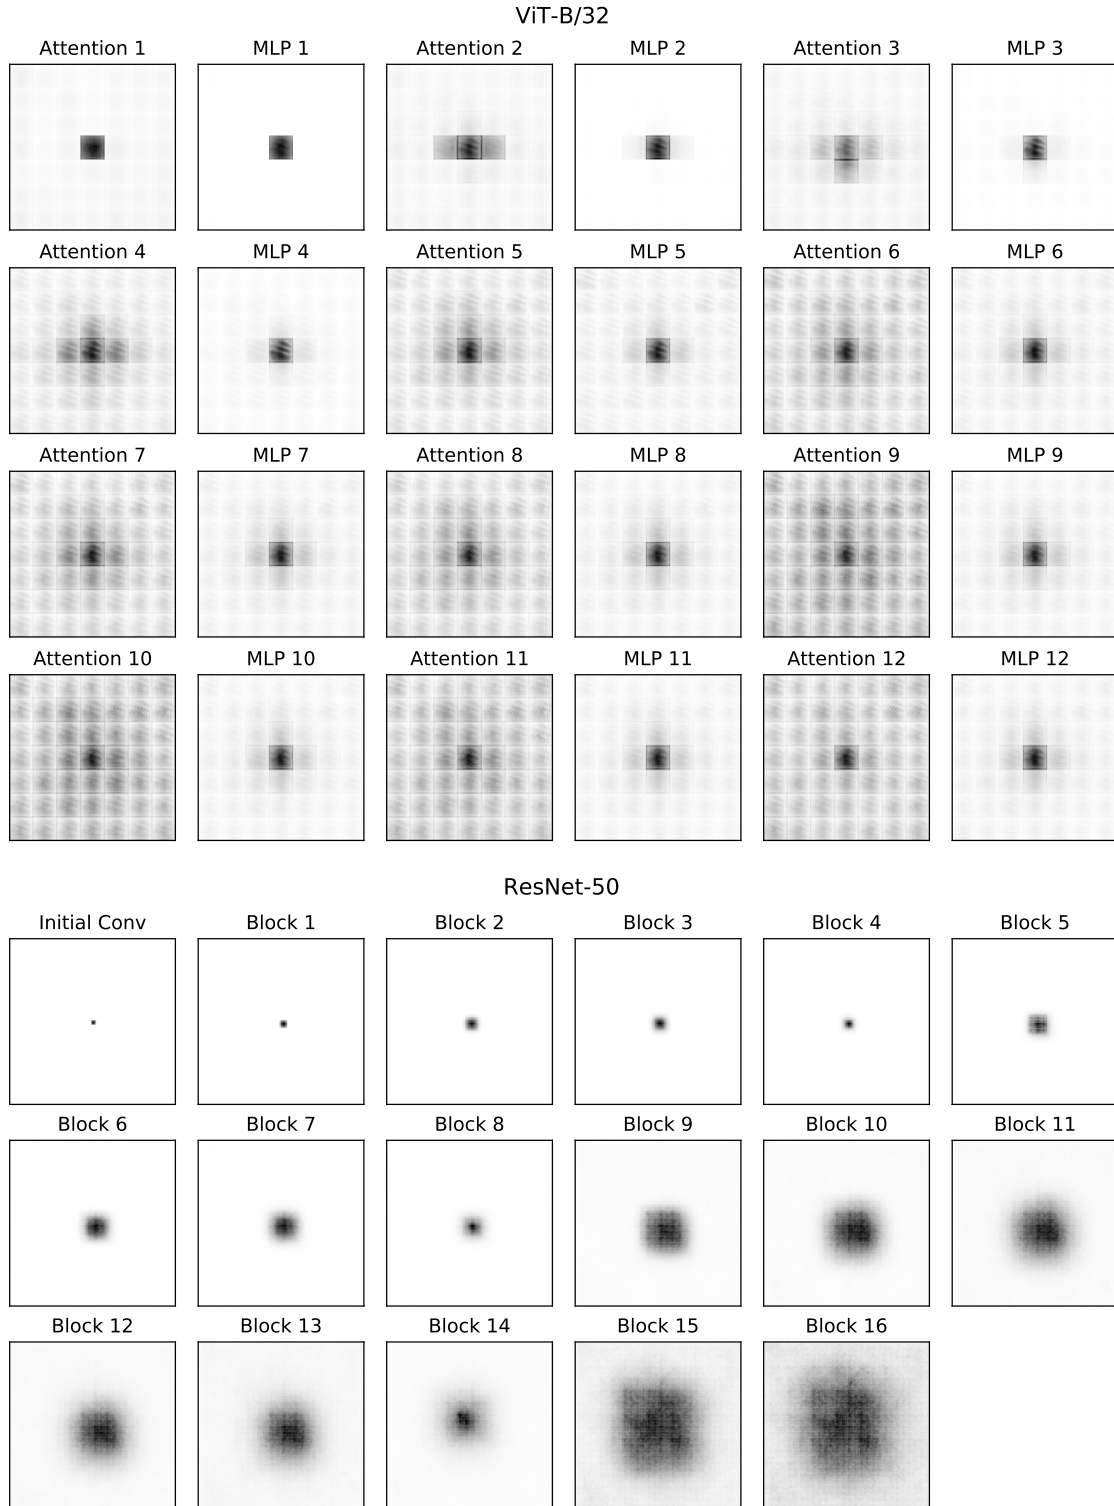 ViT-B/32
Attention 1 MLP 1 Attention 2 MLP 2 Attention 3 MLP 3
Attention 4 MLP 4 Attention 5 MLP 5 Attention 6 MLP 6
Attention 7 MLP 7 Attention 8 MLP 8 Attention 9 MLP 9
Attention 10 MLP 10 Attention 11 MLP 11 Attention 12 MLP 12
ResNet-50
Initial Conv Block 1 Block 2 Block 3 Block 4 Block 5
Block 6 Block 7 Block 8 Block 9 Block 10 Block 11
Block 12 Block 13 Block 14 Block 15 Block 16